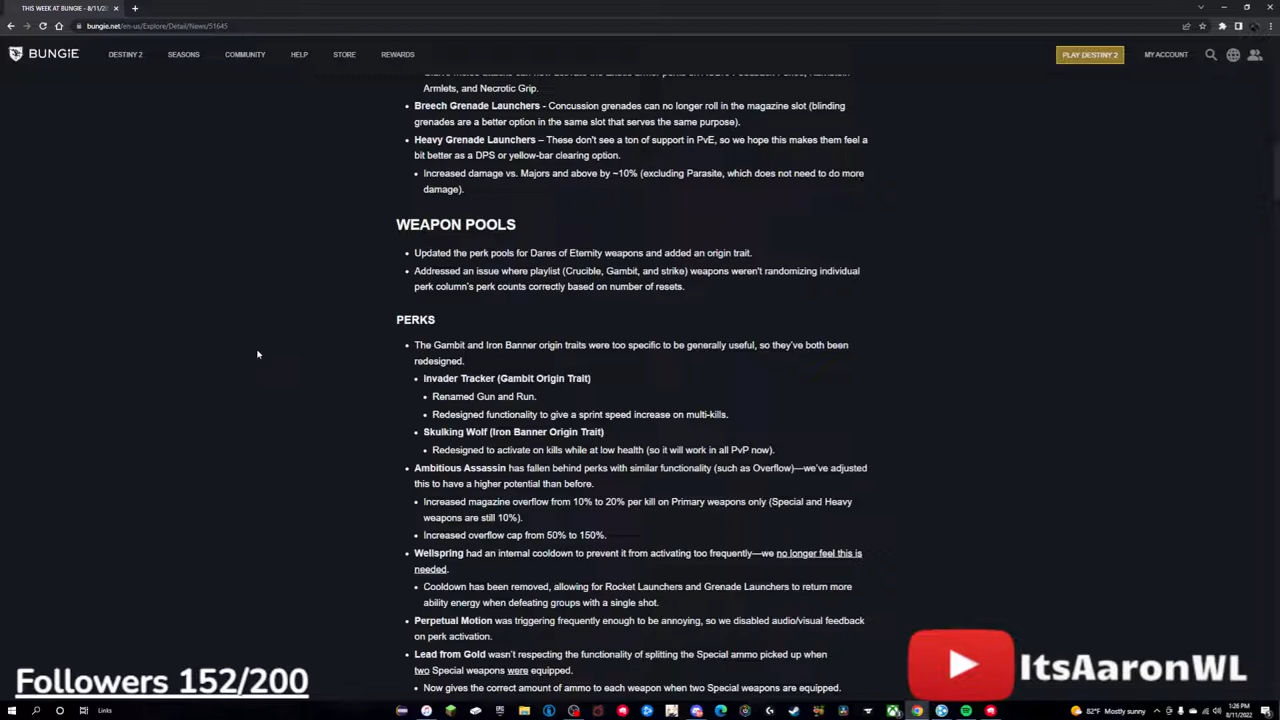 THIS WEEK AT BUNGIE - 8/11/2
bungie.net/en-us/Explore/Detail/News/51645
BUNGIE DESTINY 2 SEASONS COMMUNITY HELP STORE REWARDS PLAY DESTINY 2 MY ACCOUNT
Armlets, and Necrotic Grip.
• Breech Grenade Launchers - Concussion grenades can no longer roll in the magazine slot (blinding
grenades are a better option in the same slot that serves the same purpose).
• Heavy Grenade Launchers – These don't see a ton of support in PvE, so we hope this makes them feel a
bit better as a DPS or yellow-bar clearing option.
• Increased damage vs. Majors and above by ~10% (excluding Parasite, which does not need to do more
damage).
WEAPON POOLS
• Updated the perk pools for Dares of Eternity weapons and added an origin trait.
• Addressed an issue where playlist (Crucible, Gambit, and strike) weapons weren't randomizing individual
perk column's perk counts correctly based on number of resets.
PERKS
• The Gambit and Iron Banner origin traits were too specific to be generally useful, so they've both been
redesigned.
• Invader Tracker (Gambit Origin Trait)
• Renamed Gun and Run.
• Redesigned functionality to give a sprint speed increase on multi-kills.
• Skulking Wolf (Iron Banner Origin Trait)
• Redesigned to activate on kills while at low health (so it will work in all PvP now).
• Ambitious Assassin has fallen behind perks with similar functionality (such as Overflow)—we've adjusted
this to have a higher potential than before.
• Increased magazine overflow from 10% to 20% per kill on Primary weapons only (Special and Heavy
weapons are still 10%).
• Increased overflow cap from 50% to 150%.
• Wellspring had an internal cooldown to prevent it from activating too frequently—we no longer feel this is
needed.
• Cooldown has been removed, allowing for Rocket Launchers and Grenade Launchers to return more
ability energy when defeating groups with a single shot.
• Perpetual Motion was triggering frequently enough to be annoying, so we disabled audio/visual feedback
on perk activation.
• Lead from Gold wasn't respecting the functionality of splitting the Special ammo picked up when
two Special weapons were equipped.
• Now gives the correct amount of ammo to each weapon when two Special weapons are equipped.
Followers 152/200
ItsAaronWL
Links
82°F Mostly sunny
1:26 PM
8/11/2022